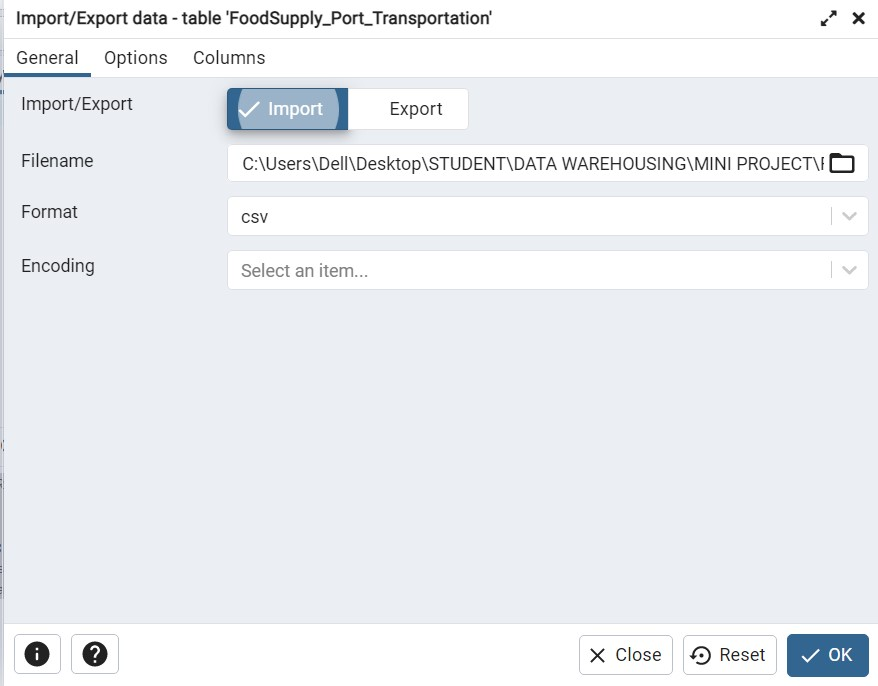 Import/Export data - table 'FoodSupply_Port_Transportation'
General Options Columns
Import/Export Import Export
Filename C:\Users\Dell\Desktop\STUDENT\DATA WAREHOUSING\MINI PROJECT\
Format csv
Encoding Select an item...
Close Reset OK